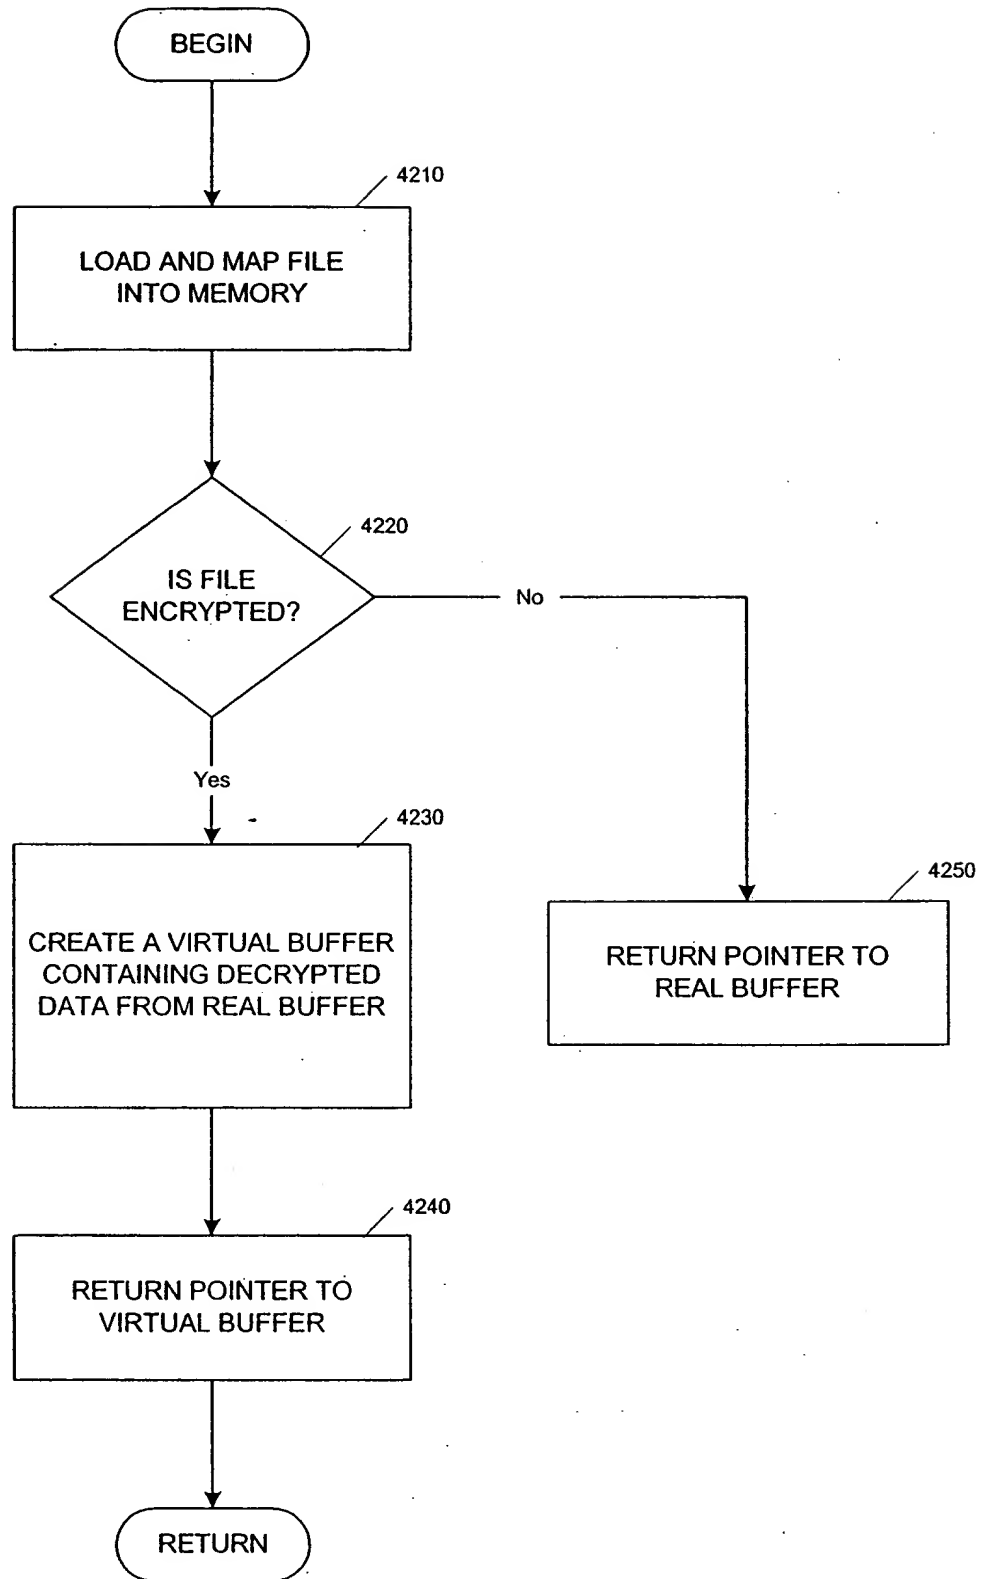 BEGIN
4210
LOAD AND MAP FILE
INTO MEMORY
4220
IS FILE
ENCRYPTED?
No
Yes
4230
CREATE A VIRTUAL BUFFER
CONTAINING DECRYPTED
DATA FROM REAL BUFFER
4250
RETURN POINTER TO
REAL BUFFER
4240
RETURN POINTER TO
VIRTUAL BUFFER
RETURN